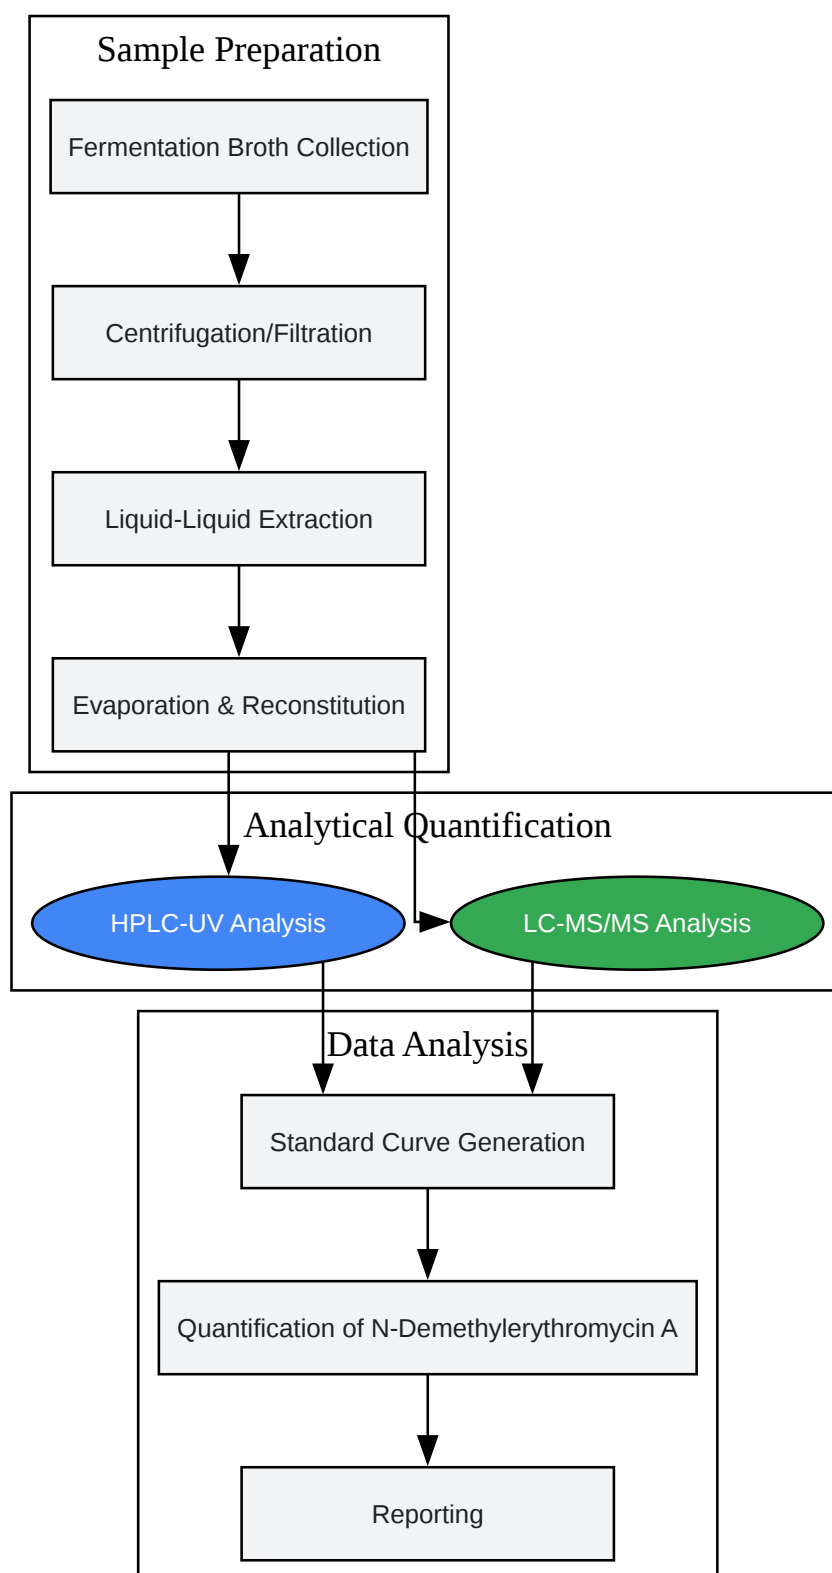 Sample Preparation
Fermentation Broth Collection
Centrifugation/Filtration
Liquid-Liquid Extraction
Evaporation & Reconstitution
Analytical Quantification
HPLC-UV Analysis
LC-MS/MS Analysis
Data Analysis
Standard Curve Generation
Quantification of N-Demethylerythromycin A
Reporting